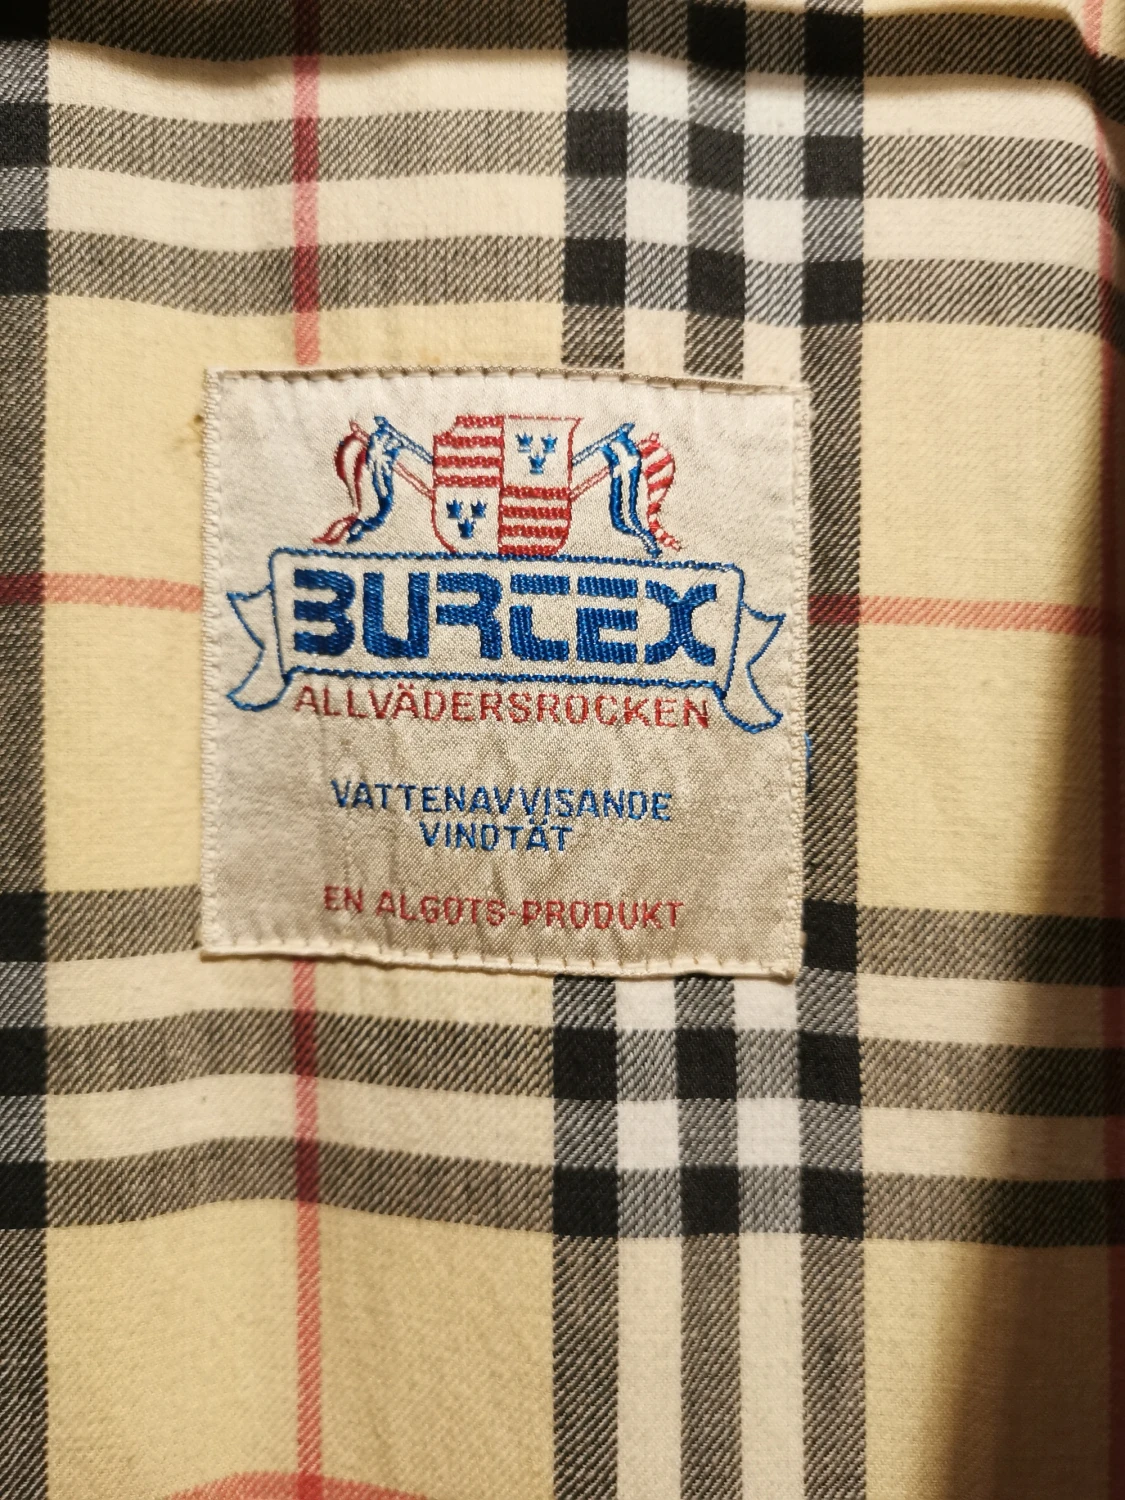 BURTEX
ALLVÄDERSROCKEN
VATTENAVVISANDE
VINDTÄT
EN ALGOTS-PRODUKT